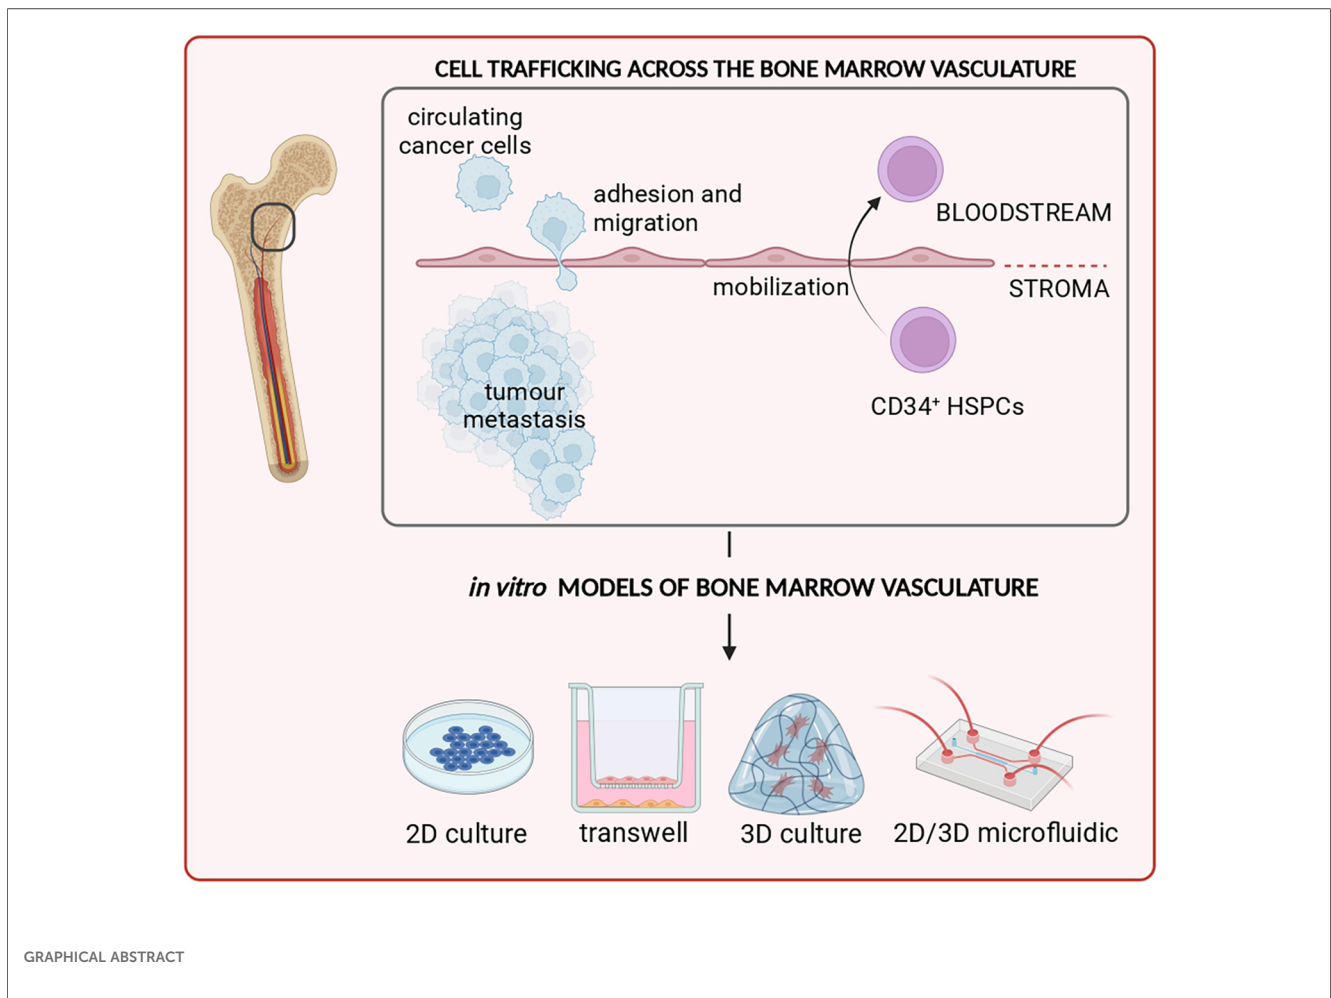 CELL TRAFFICKING ACROSS THE BONE MARROW VASCULATURE
circulating
cancer cells
adhesion and
migration
BLOODSTREAM
mobilization
STROMA
tumour
metastasis
CD34⁺ HSPCs
in vitro MODELS OF BONE MARROW VASCULATURE
2D culture
transwell
3D culture
2D/3D microfluidic
GRAPHICAL ABSTRACT